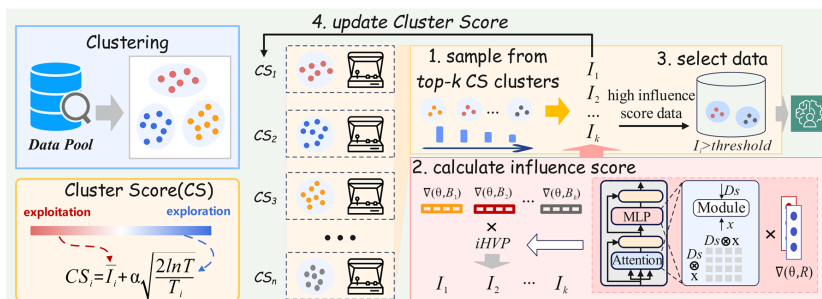 4. update Cluster Score
Clustering
Data Pool
Cluster Score(CS)
exploitation
exploration
CSᵢ=Īᵢ+α√(2lnT/Tᵢ)
CS₁
CS₂
CS₃
...
CSₙ
1. sample from
top-k CS clusters
...
I₁
I₂
...
Iₖ
3. select data
high influence
score data
Iᵢ>threshold
2. calculate influence score
∇(θ,B₁) ∇(θ,B₂) ... ∇(θ,Bₖ)
×
iHVP
I₁ I₂ ... Iₖ
MLP
Attention
Ds
Module
x
Ds⊗x
Ds
⊗
x
×
∇(θ,R)